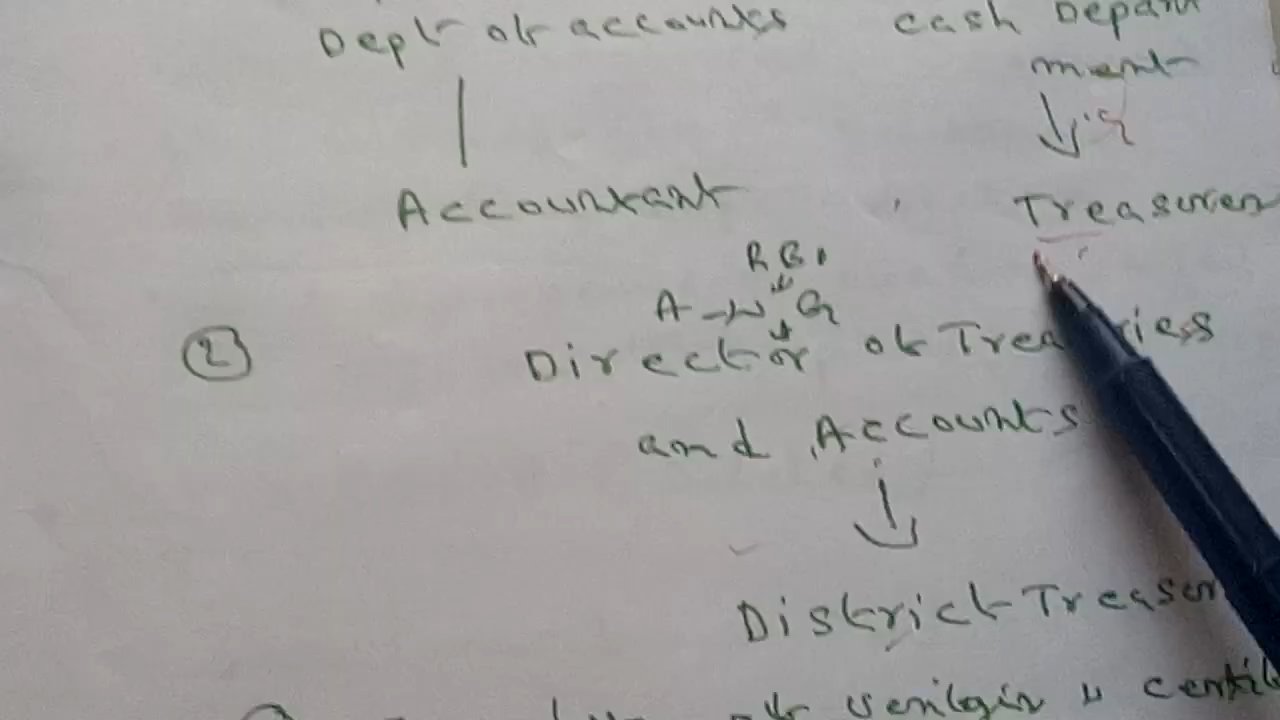 Dept of accounts cash Depart
ment
Accountant Treasurer
RBI
A G
(2) Director of Treasuries
and Accounts
District Treasur